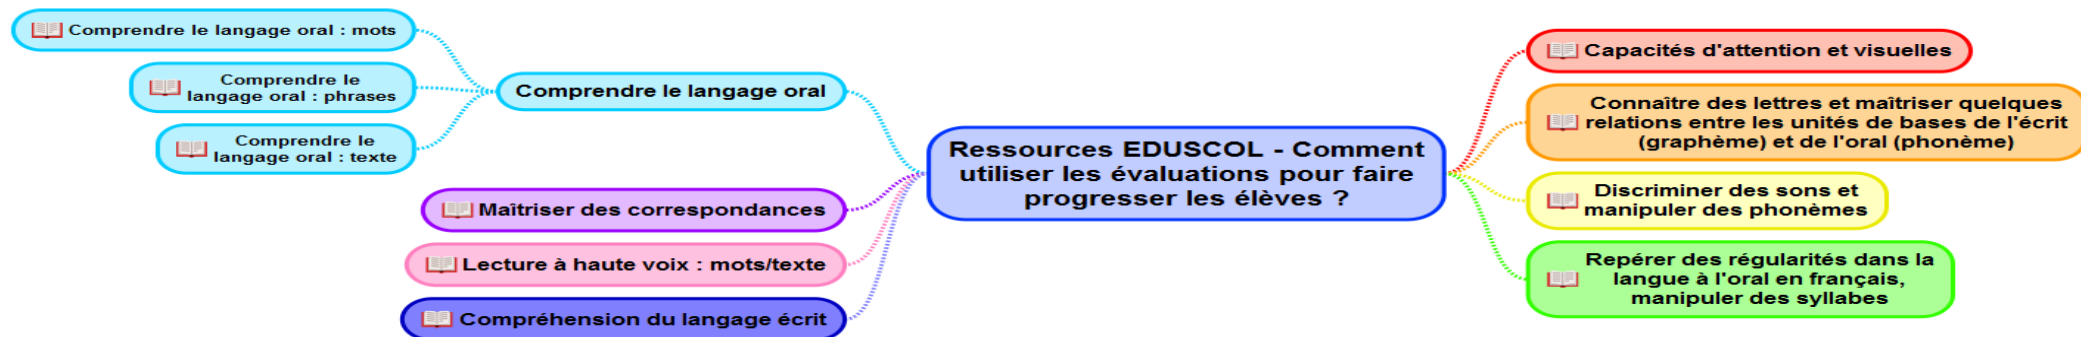 Comprendre le langage oral : mots
Comprendre le
langage oral : phrases
Comprendre le
langage oral : texte
Comprendre le langage oral
Maîtriser des correspondances
Lecture à haute voix : mots/texte
Compréhension du langage écrit
Ressources EDUSCOL - Comment
utiliser les évaluations pour faire
progresser les élèves ?
Capacités d'attention et visuelles
Connaître des lettres et maîtriser quelques
relations entre les unités de bases de l'écrit
(graphème) et de l'oral (phonème)
Discriminer des sons et
manipuler des phonèmes
Repérer des régularités dans la
langue à l'oral en français,
manipuler des syllabes